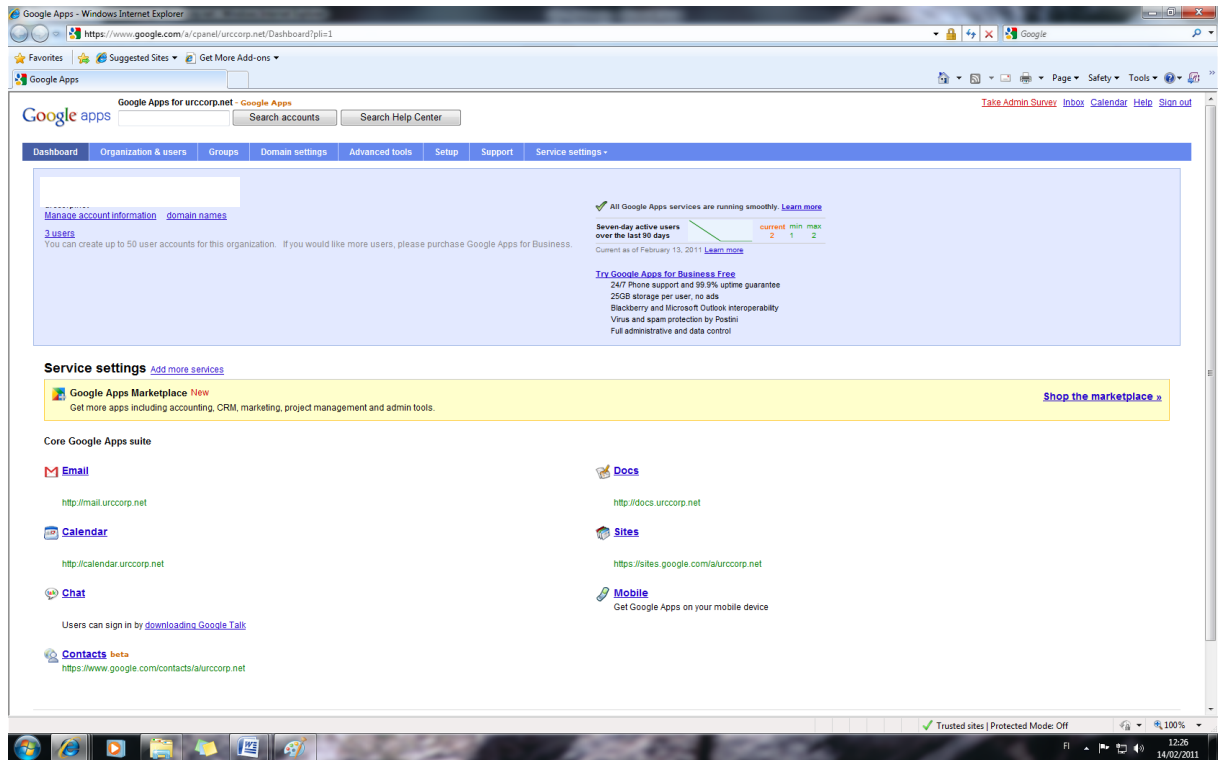 Google Apps - Windows Internet Explorer
https://www.google.com/a/cpanel/urccorp.net/Dashboard?pli=1
Google
Favorites Suggested Sites Get More Add-ons
Google Apps
Page Safety Tools
Google apps
Google Apps for urccorp.net - Google Apps
Search accounts Search Help Center
Take Admin Survey Inbox Calendar Help Sign out
Dashboard Organization & users Groups Domain settings Advanced tools Setup Support Service settings
Manage account information domain names
3 users
You can create up to 50 user accounts for this organization. If you would like more users, please purchase Google Apps for Business.
All Google Apps services are running smoothly. Learn more
Seven-day active users
over the last 90 days
current min max
2 1 2
Current as of February 13, 2011 Learn more
Try Google Apps for Business Free
24/7 Phone support and 99.9% uptime guarantee
25GB storage per user, no ads
Blackberry and Microsoft Outlook interoperability
Virus and spam protection by Postini
Full administrative and data control
Service settings Add more services
Google Apps Marketplace New
Get more apps including accounting, CRM, marketing, project management and admin tools.
Shop the marketplace »
Core Google Apps suite
Email
http://mail.urccorp.net
Docs
http://docs.urccorp.net
Calendar
http://calendar.urccorp.net
Sites
https://sites.google.com/a/urccorp.net
Chat
Users can sign in by downloading Google Talk
Mobile
Get Google Apps on your mobile device
Contacts beta
https://www.google.com/contacts/a/urccorp.net
Trusted sites | Protected Mode: Off
100%
FI
12:26
14/02/2011